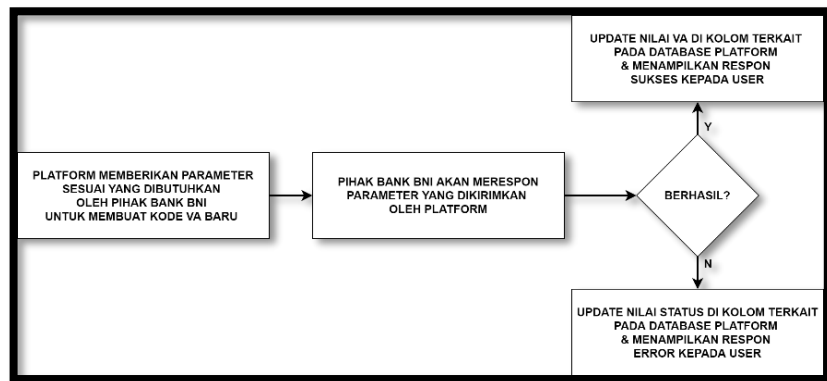 PLATFORM MEMBERIKAN PARAMETER
SESUAI YANG DIBUTUHKAN
OLEH PIHAK BANK BNI
UNTUK MEMBUAT KODE VA BARU
PIHAK BANK BNI AKAN MERESPON
PARAMETER YANG DIKIRIMKAN
OLEH PLATFORM
BERHASIL?
Y
UPDATE NILAI VA DI KOLOM TERKAIT
PADA DATABASE PLATFORM
& MENAMPILKAN RESPON
SUKSES KEPADA USER
N
UPDATE NILAI STATUS DI KOLOM TERKAIT
PADA DATABASE PLATFORM
& MENAMPILKAN RESPON
ERROR KEPADA USER